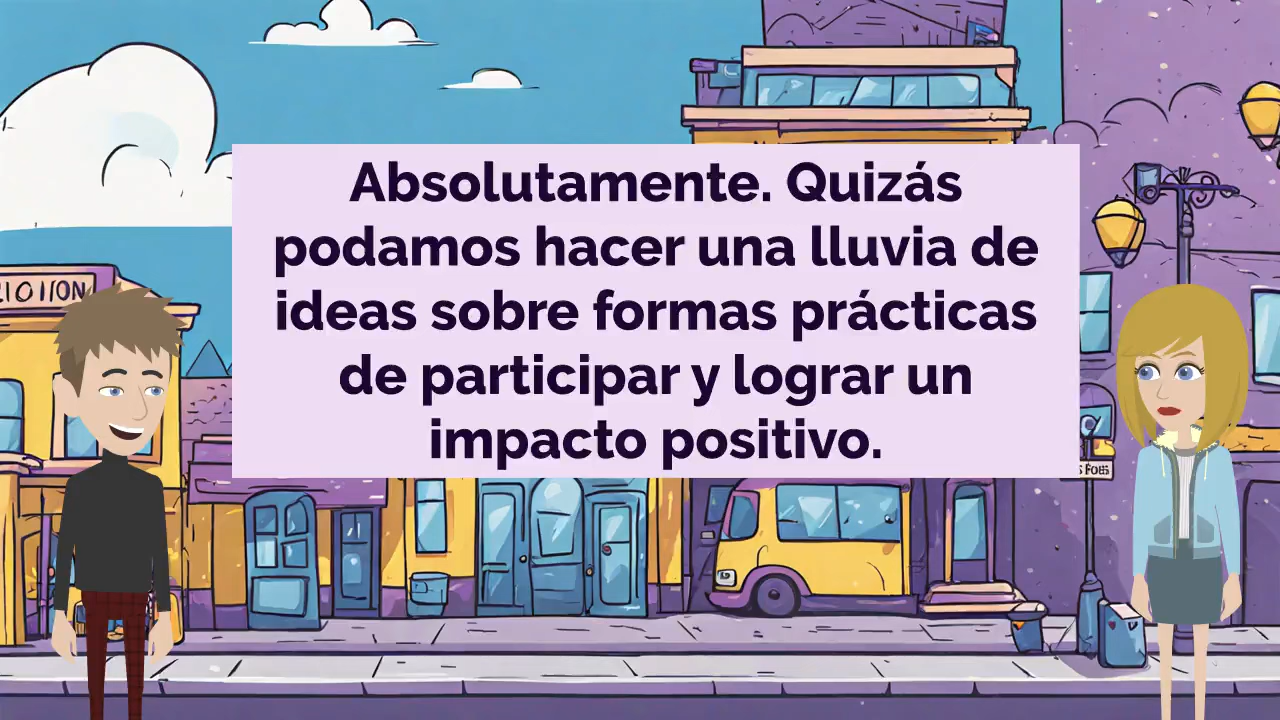 Absolutamente. Quizás
podamos hacer una lluvia de
ideas sobre formas prácticas
de participar y lograr un
impacto positivo.